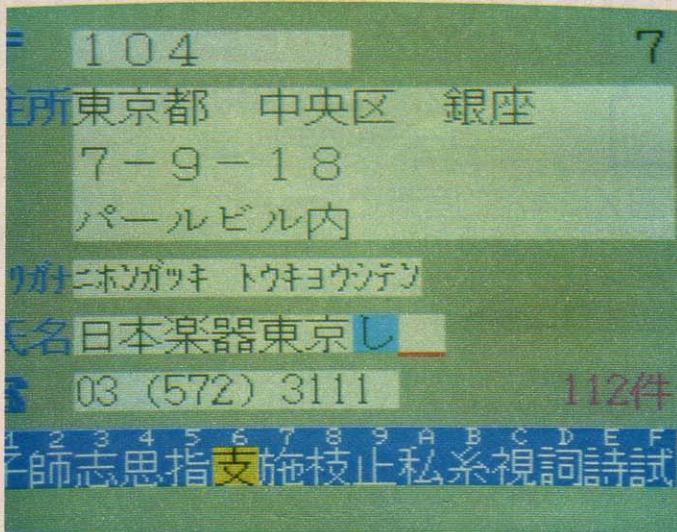 〒 104 7
住所 東京都 中央区 銀座
7-9-18
パールビル内
フリガナ ニホンガッキ トウキョウシテン
氏名 日本楽器東京し
☎ 03 (572) 3111 112件
1 2 3 4 5 6 7 8 9 A B C D E F
子師志思指支施枝止私糸視詞詩試